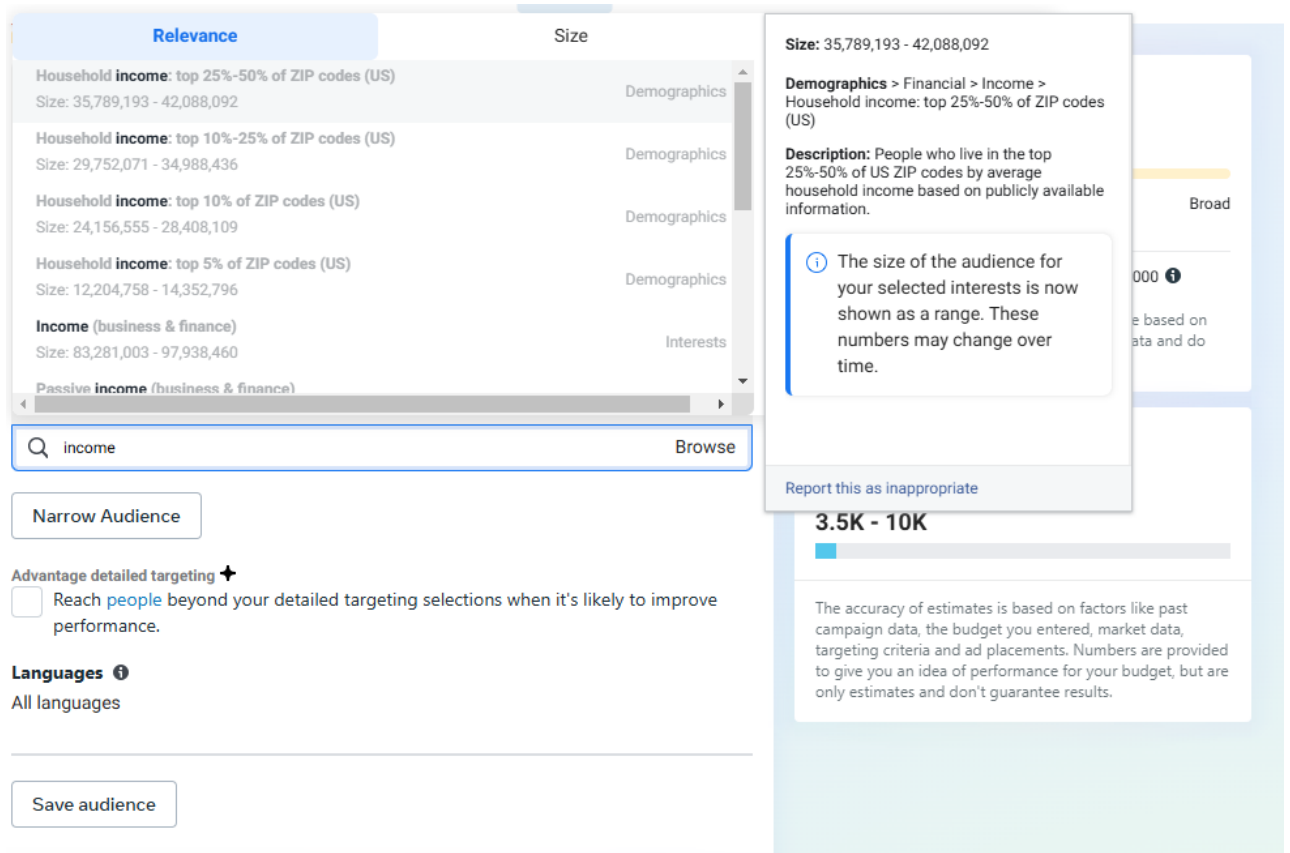 Relevance
Size
Household income: top 25%-50% of ZIP codes (US)
Size: 35,789,193 - 42,088,092
Demographics
Household income: top 10%-25% of ZIP codes (US)
Size: 29,752,071 - 34,988,436
Demographics
Household income: top 10% of ZIP codes (US)
Size: 24,156,555 - 28,408,109
Demographics
Household income: top 5% of ZIP codes (US)
Size: 12,204,758 - 14,352,796
Demographics
Income (business & finance)
Size: 83,281,003 - 97,938,460
Interests
Passive income (business & finance)
income
Browse
Narrow Audience
Advantage detailed targeting
Reach people beyond your detailed targeting selections when it's likely to improve
performance.
Languages
All languages
Save audience
Size: 35,789,193 - 42,088,092
Demographics > Financial > Income >
Household income: top 25%-50% of ZIP codes
(US)
Description: People who live in the top
25%-50% of US ZIP codes by average
household income based on publicly available
information.
The size of the audience for
your selected interests is now
shown as a range. These
numbers may change over
time.
Report this as inappropriate
Broad
000
e based on
ata and do
3.5K - 10K
The accuracy of estimates is based on factors like past
campaign data, the budget you entered, market data,
targeting criteria and ad placements. Numbers are provided
to give you an idea of performance for your budget, but are
only estimates and don't guarantee results.